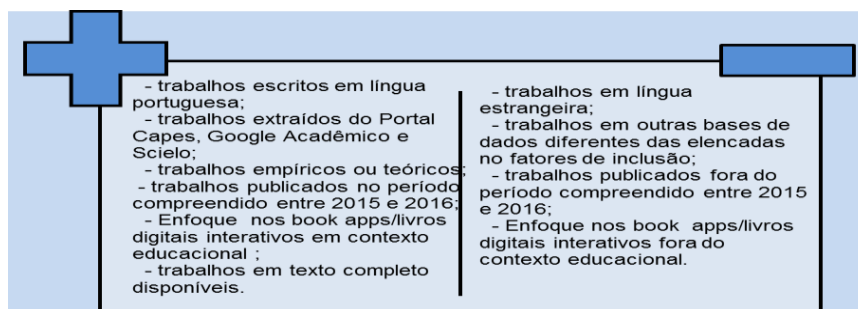 - trabalhos escritos em língua
portuguesa;
- trabalhos extraídos do Portal
Capes, Google Acadêmico e
Scielo;
- trabalhos empíricos ou teóricos;
- trabalhos publicados no período
compreendido entre 2015 e 2016;
- Enfoque nos book apps/livros
digitais interativos em contexto
educacional ;
- trabalhos em texto completo
disponíveis.
- trabalhos em língua
estrangeira;
- trabalhos em outras bases de
dados diferentes das elencadas
no fatores de inclusão;
- trabalhos publicados fora do
período compreendido entre 2015
e 2016;
- Enfoque nos book apps/livros
digitais interativos fora do
contexto educacional.